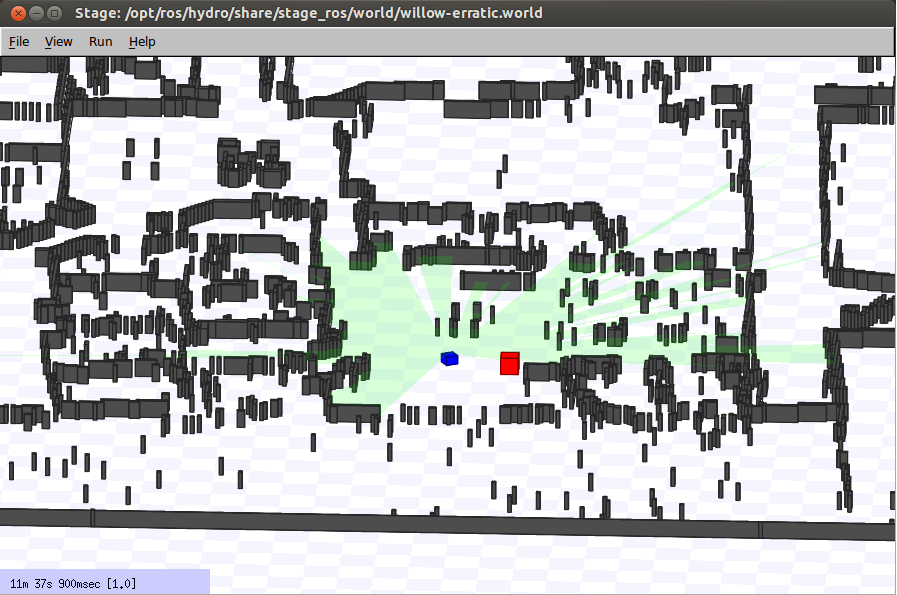 Stage: /opt/ros/hydro/share/stage_ros/world/willow-erratic.world
File View Run Help
11m 37s 900msec [1.0]